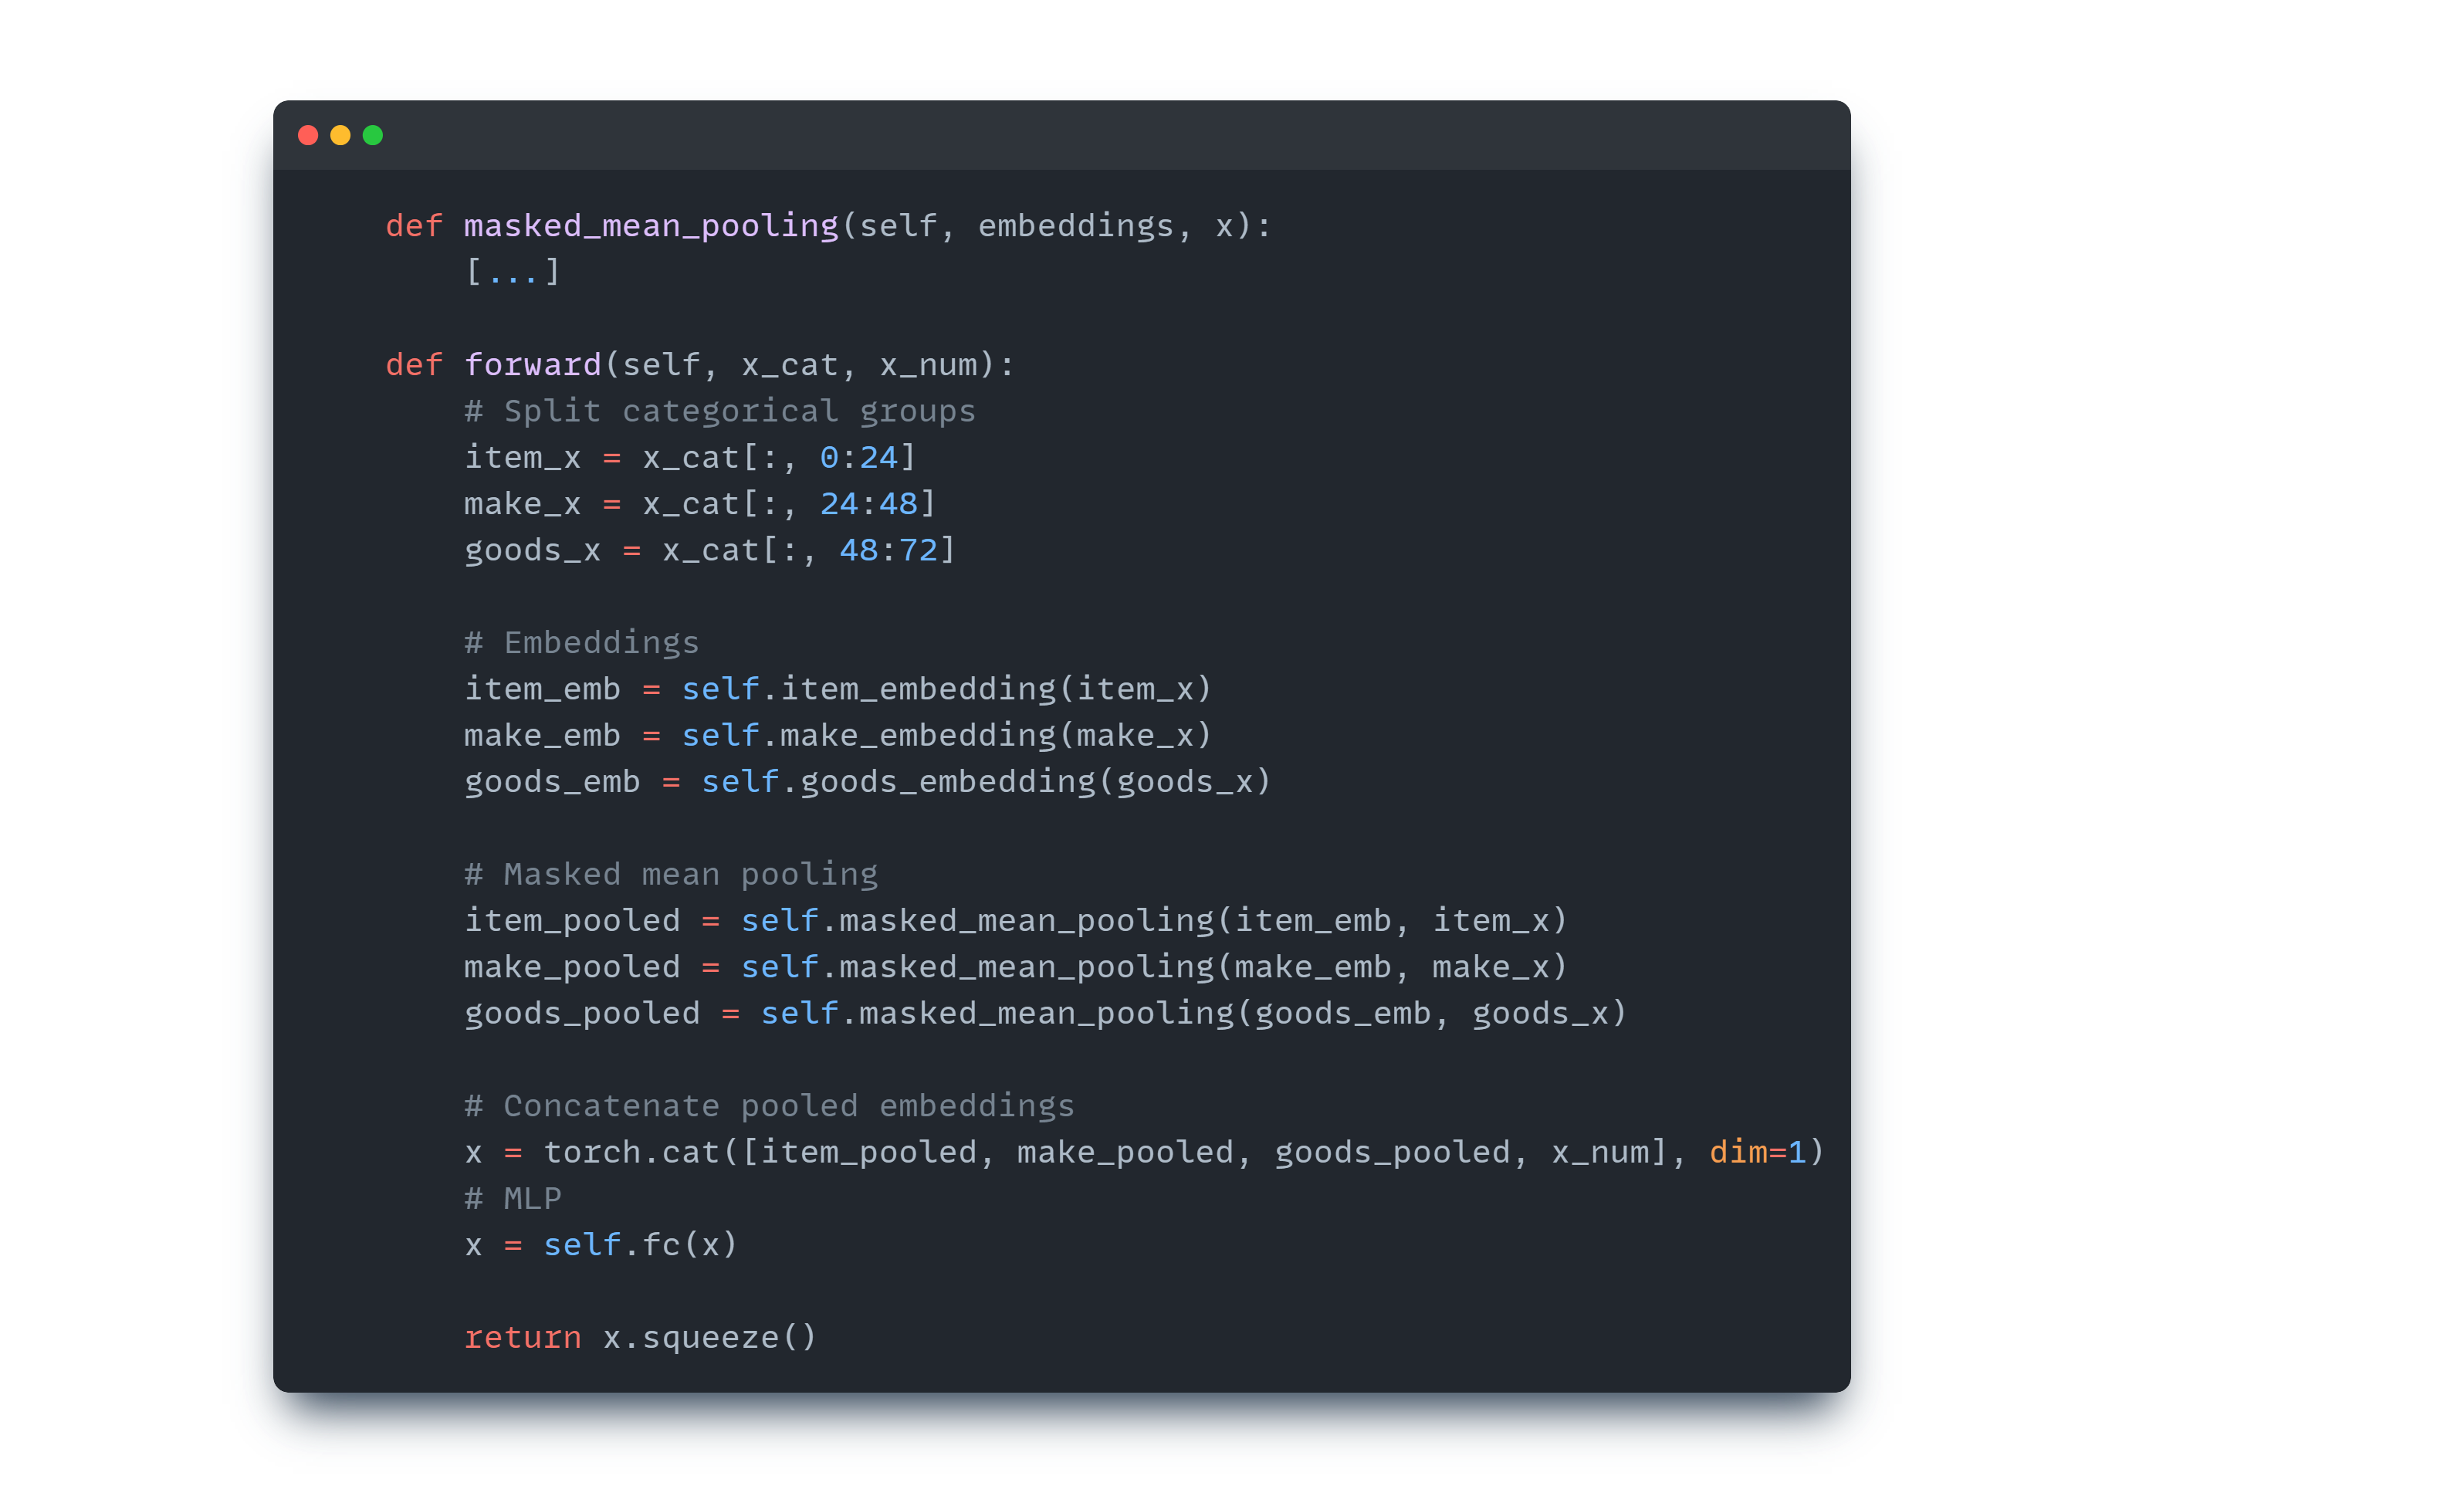 def masked_mean_pooling(self, embeddings, x):
    [...]

def forward(self, x_cat, x_num):
    # Split categorical groups
    item_x = x_cat[:, 0:24]
    make_x = x_cat[:, 24:48]
    goods_x = x_cat[:, 48:72]

    # Embeddings
    item_emb = self.item_embedding(item_x)
    make_emb = self.make_embedding(make_x)
    goods_emb = self.goods_embedding(goods_x)

    # Masked mean pooling
    item_pooled = self.masked_mean_pooling(item_emb, item_x)
    make_pooled = self.masked_mean_pooling(make_emb, make_x)
    goods_pooled = self.masked_mean_pooling(goods_emb, goods_x)

    # Concatenate pooled embeddings
    x = torch.cat([item_pooled, make_pooled, goods_pooled, x_num], dim=1)
    # MLP
    x = self.fc(x)

    return x.squeeze()